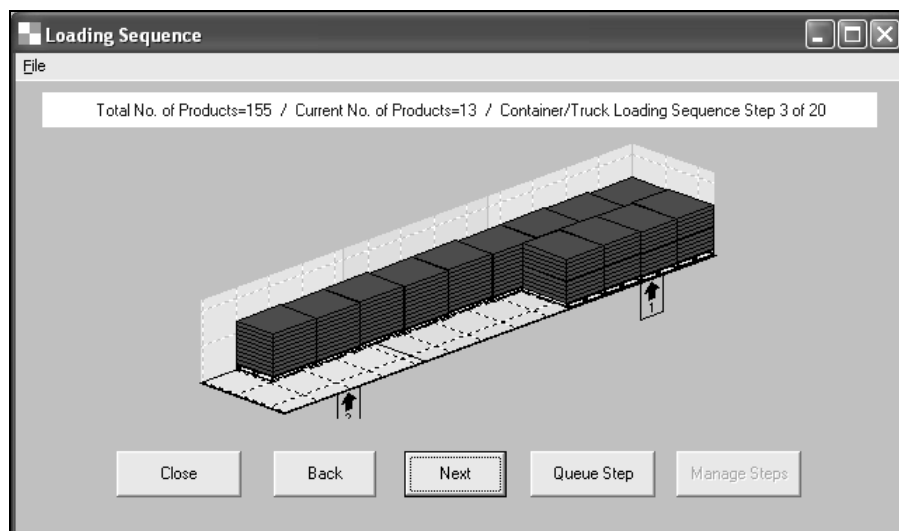 Loading Sequence
File
Total No. of Products=155 / Current No. of Products=13 / Container/Truck Loading Sequence Step 3 of 20
1
2
Close
Back
Next
Queue Step
Manage Steps